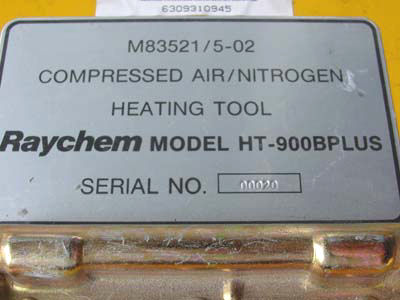 6309310945
M83521/5-02
COMPRESSED AIR/NITROGEN
HEATING TOOL
Raychem MODEL HT-900BPLUS
SERIAL NO. 00020